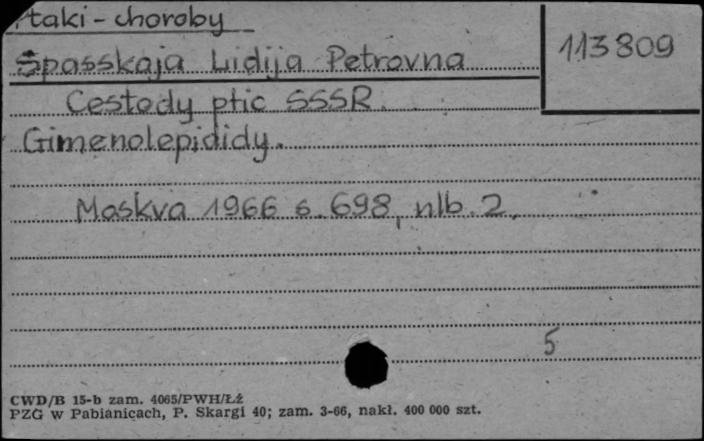 ptaki - choroby
113809
Spasskaja Lidija Petrovna
Cestody ptic SSSR.
Gimenolepididy.
Moskva 1966 s. 698, nlb. 2.
5
CWD/B 15-b zam. 4065/PWH/Łź
PZG w Pabianicach, P. Skargi 40; zam. 3-66, nakł. 400 000 szt.